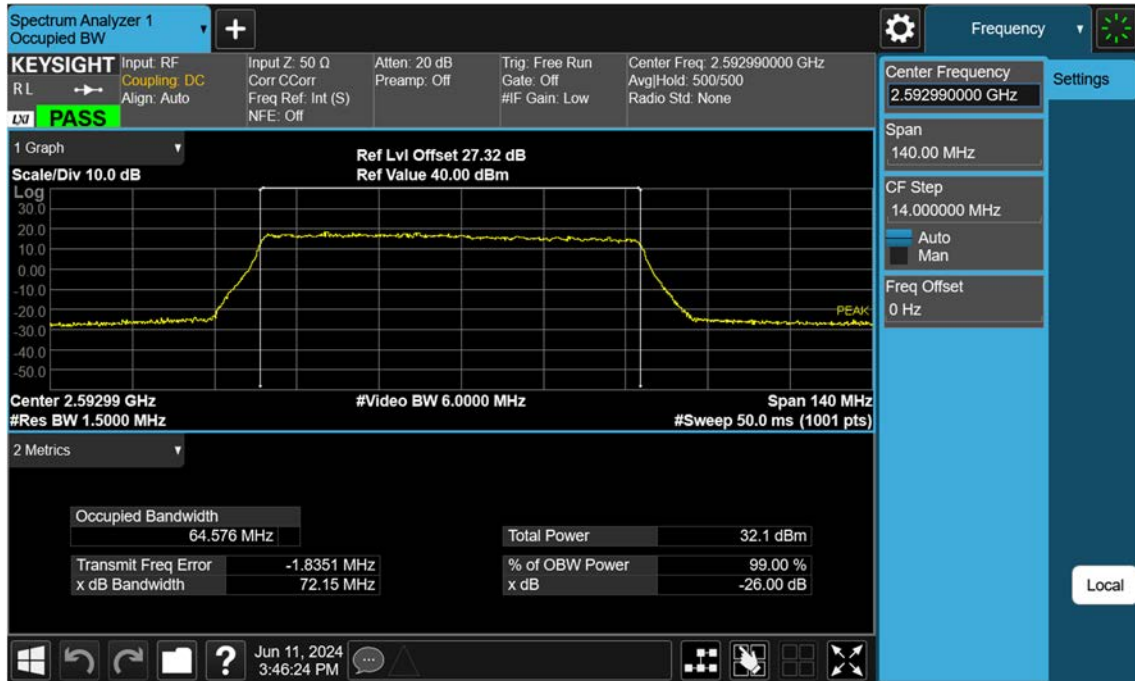 Spectrum Analyzer 1
Occupied BW
+
Frequency
KEYSIGHT
R L
LXI
PASS
Input: RF
Coupling: DC
Align: Auto
Input Z: 50 Ω
Corr CCorr
Freq Ref: Int (S)
NFE: Off
Atten: 20 dB
Preamp: Off
Trig: Free Run
Gate: Off
#IF Gain: Low
Center Freq: 2.592990000 GHz
Avg|Hold: 500/500
Radio Std: None
Center Frequency
2.592990000 GHz
Settings
Span
140.00 MHz
CF Step
14.000000 MHz
Auto
Man
Freq Offset
0 Hz
Local
1 Graph
Scale/Div 10.0 dB
Ref Lvl Offset 27.32 dB
Ref Value 40.00 dBm
Log
30.0
20.0
10.0
0.00
-10.0
-20.0
-30.0
-40.0
-50.0
PEAK
Center 2.59299 GHz
#Video BW 6.0000 MHz
Span 140 MHz
#Res BW 1.5000 MHz
#Sweep 50.0 ms (1001 pts)
2 Metrics
Occupied Bandwidth
64.576 MHz
Total Power 32.1 dBm
Transmit Freq Error -1.8351 MHz
% of OBW Power 99.00 %
x dB Bandwidth 72.15 MHz
x dB -26.00 dB
?
Jun 11, 2024
3:46:24 PM